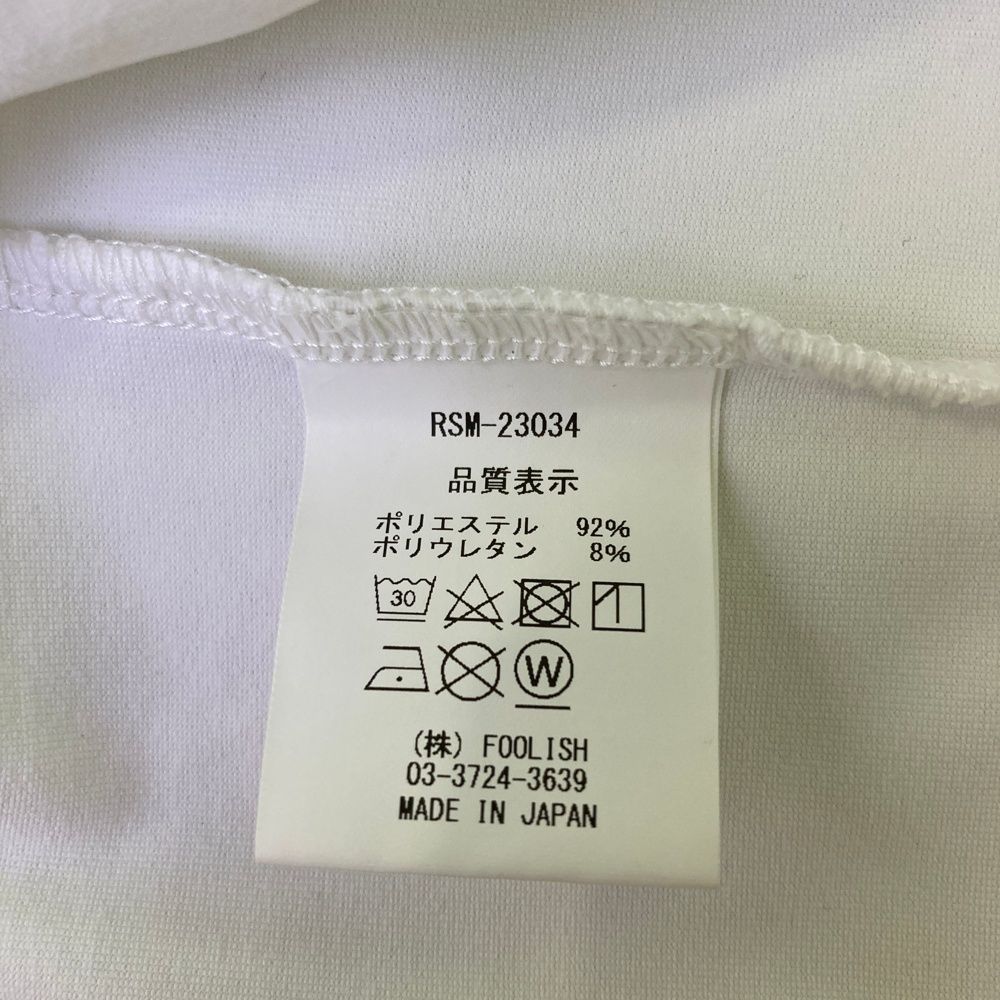 RSM-23034
品質表示
ポリエステル 92%
ポリウレタン 8%
30
W
(株) FOOLISH
03-3724-3639
MADE IN JAPAN